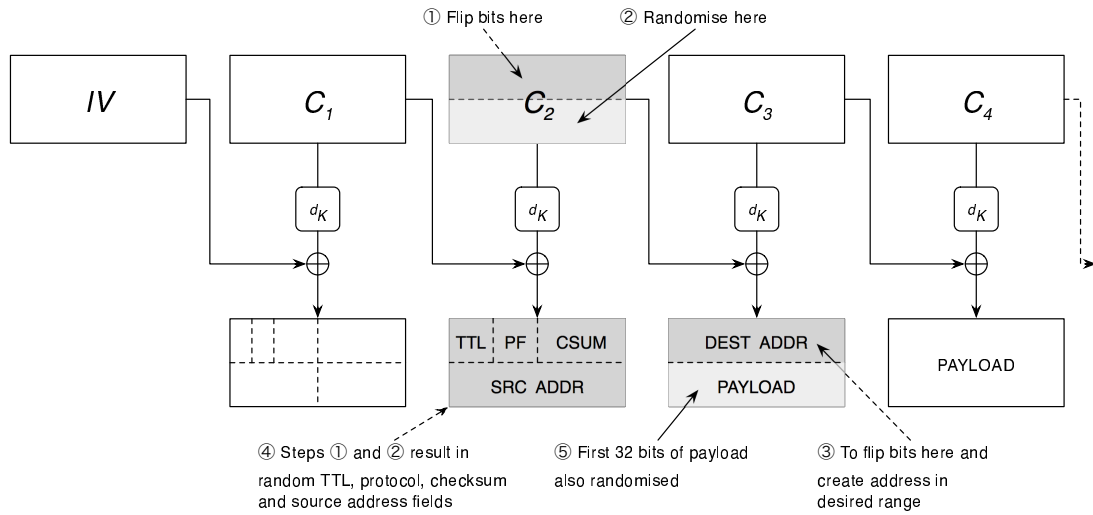 ① Flip bits here
② Randomise here
IV
C1
C2
C3
C4
dK
dK
dK
dK
TTL
PF
CSUM
SRC ADDR
DEST ADDR
PAYLOAD
PAYLOAD
④ Steps ① and ② result in
random TTL, protocol, checksum
and source address fields
⑤ First 32 bits of payload
also randomised
③ To flip bits here and
create address in
desired range